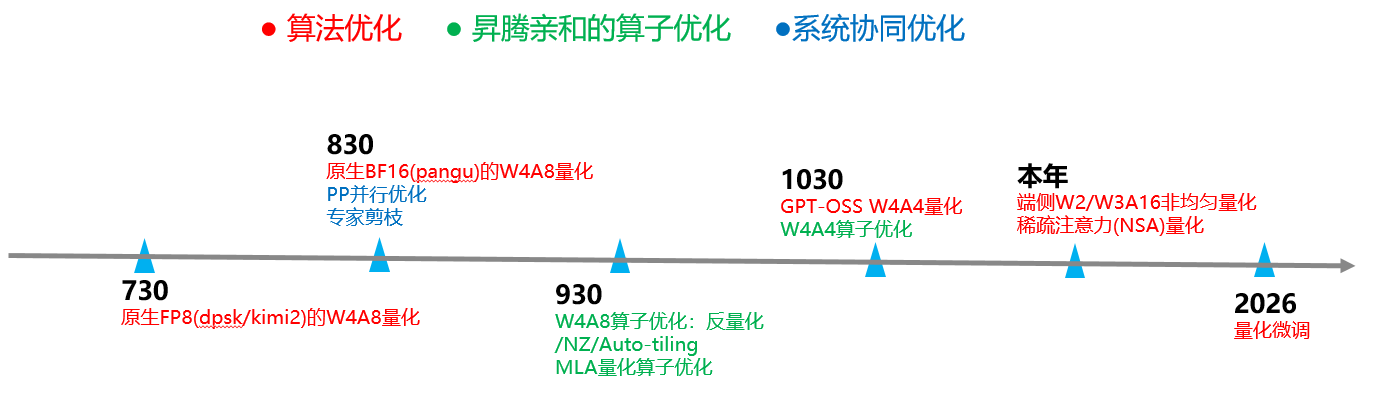 ● 算法优化 ● 昇腾亲和的算子优化 ●系统协同优化
830
原生BF16(pangu)的W4A8量化
PP并行优化
专家剪枝
1030
GPT-OSS W4A4量化
W4A4算子优化
本年
端侧W2/W3A16非均匀量化
稀疏注意力(NSA)量化
730
原生FP8(dpsk/kimi2)的W4A8量化
930
W4A8算子优化：反量化
/NZ/Auto-tiling
MLA量化算子优化
2026
量化微调